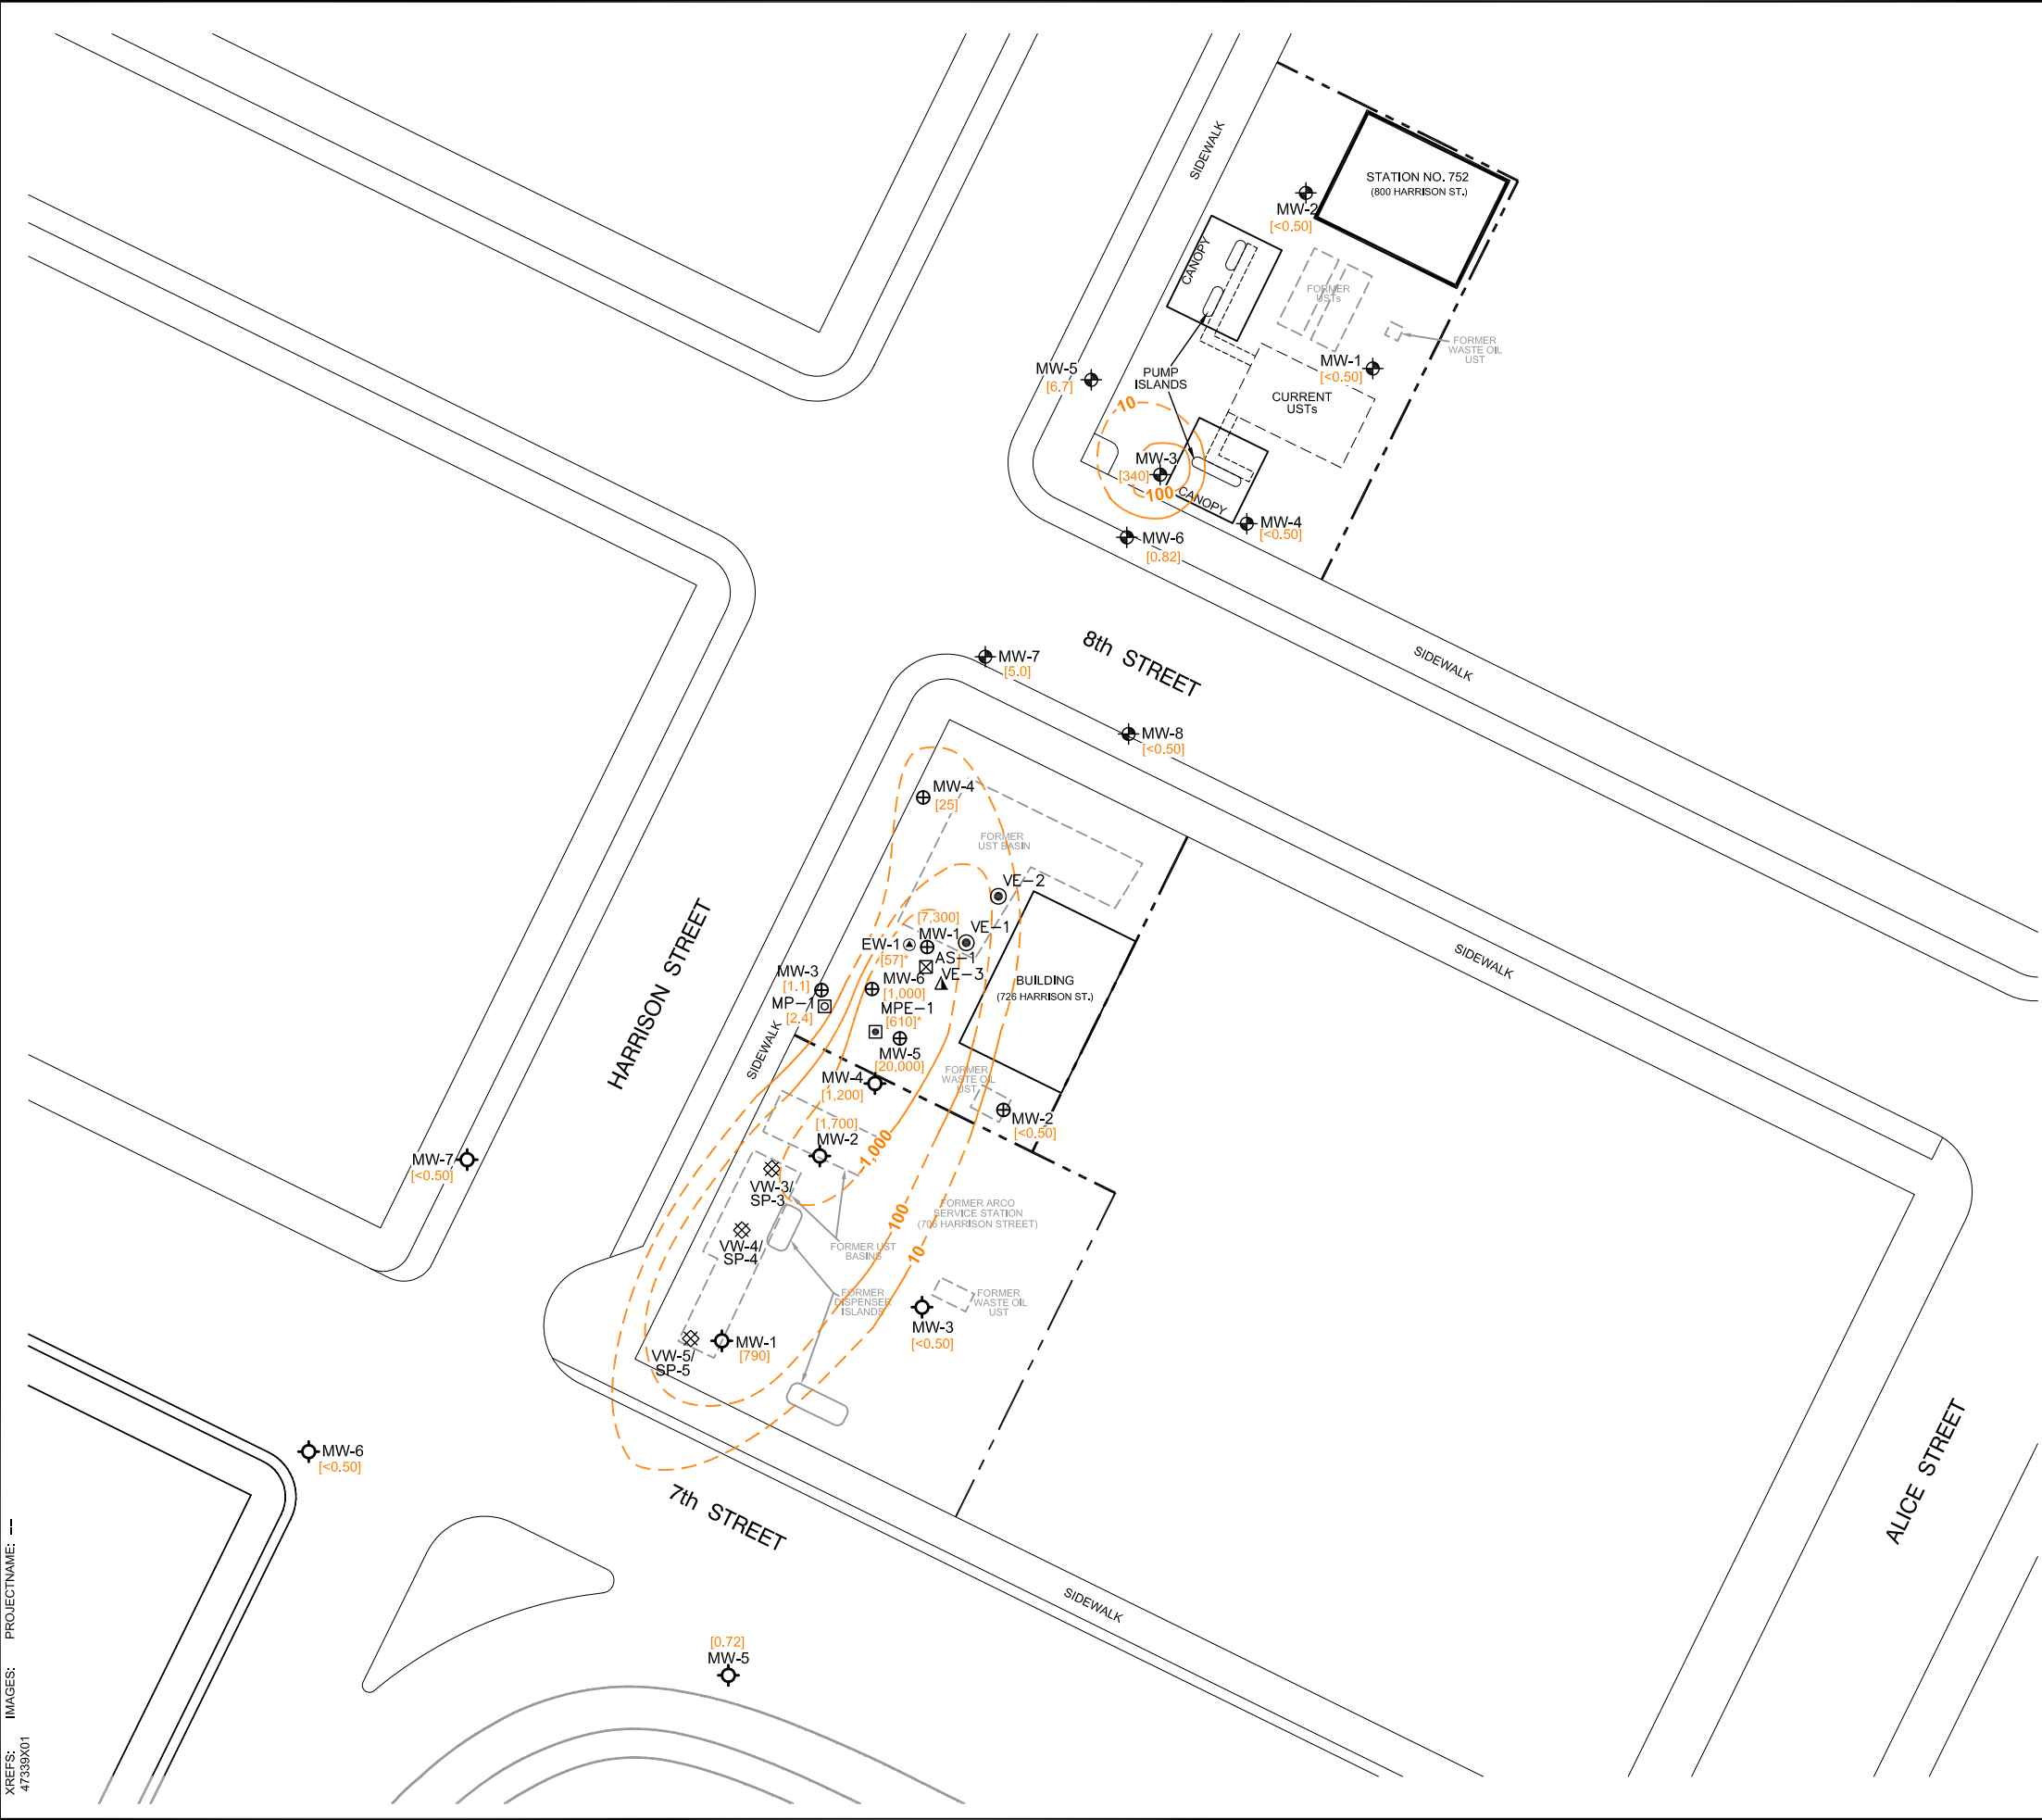 SIDEWALK
STATION NO. 752
(800 HARRISON ST.)
MW-2
[<0.50]
CANOPY
FORMER
USTs
FORMER
WASTE OIL
UST
MW-1
[<0.50]
MW-5
[6.7]
PUMP
ISLANDS
CURRENT
USTs
10
MW-3
[340]
100
CANOPY
MW-4
[<0.50]
MW-6
[0.82]
8th STREET
SIDEWALK
MW-7
[5.0]
MW-8
[<0.50]
MW-4
[25]
FORMER
UST BASIN
VE-2
[7,300]
MW-1
VE-1
EW-1
[57]*
AS-1
VE-3
MW-6
[1,000]
MW-3
[1.1]
MP-1
[2.4]
MPE-1
[610]*
MW-5
[20,000]
BUILDING
(726 HARRISON ST.)
SIDEWALK
HARRISON STREET
SIDEWALK
MW-4
[1,200]
FORMER
WASTE OIL
UST
MW-2
[<0.50]
[1,700]
MW-2
1,000
MW-7
[<0.50]
VW-3/
SP-3
FORMER ARCO
SERVICE STATION
(706 HARRISON STREET)
100
VW-4/
SP-4
FORMER UST
BASINS
10
FORMER
DISPENSER
ISLANDS
FORMER
WASTE OIL
UST
MW-3
[<0.50]
MW-1
[790]
VW-5/
SP-5
MW-6
[<0.50]
7th STREET
ALICE STREET
SIDEWALK
[0.72]
MW-5
XREFS: IMAGES: PROJECTNAME: --
47339X01